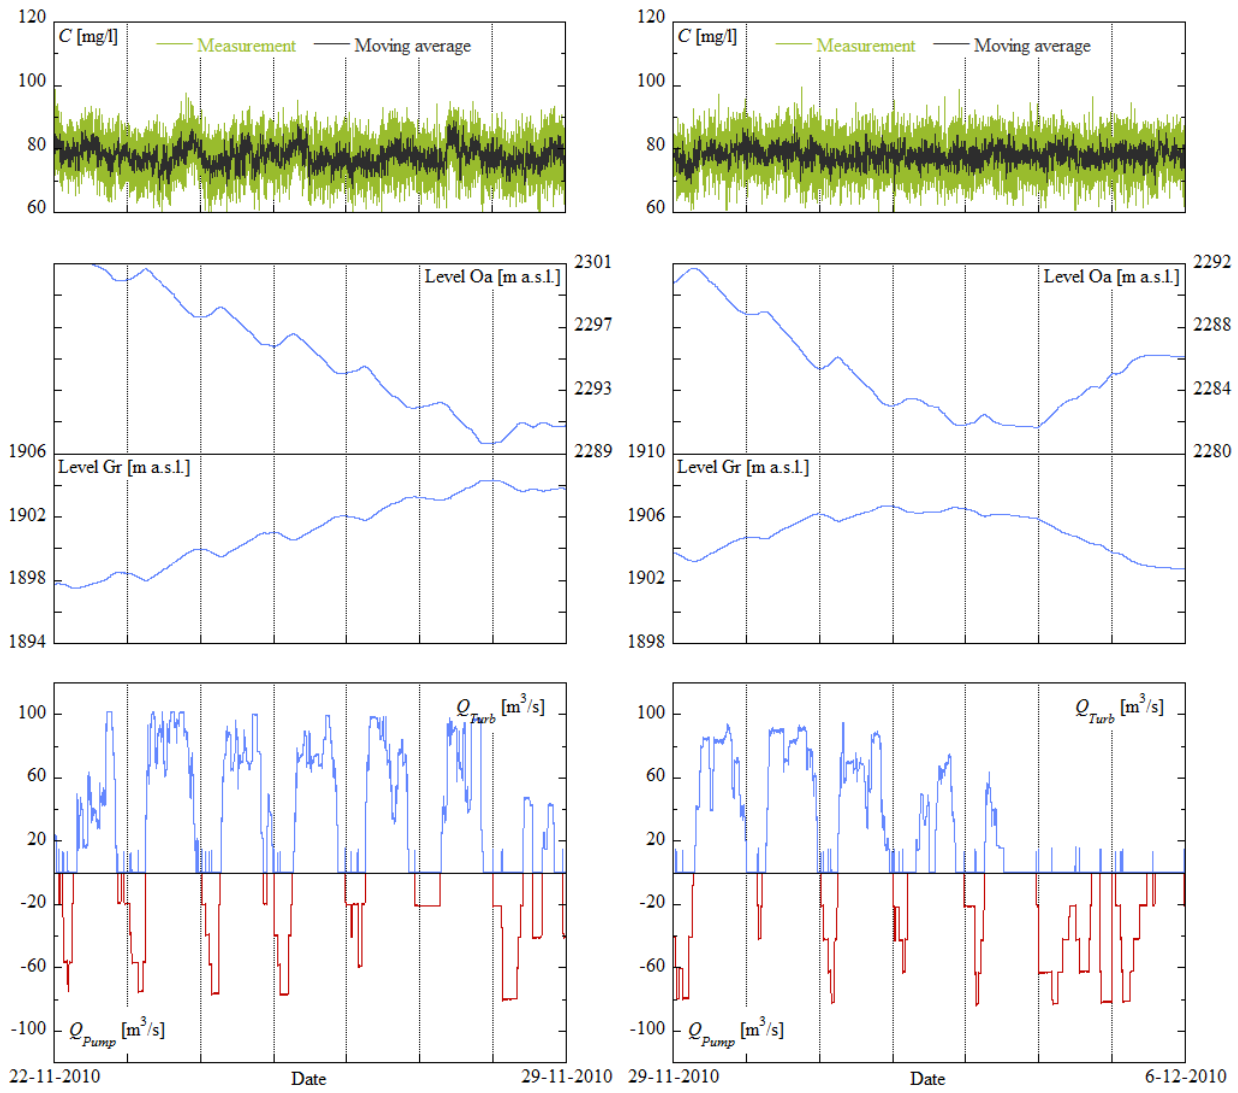 120
C [mg/l]
Measurement
Moving average
100
80
60
120
C [mg/l]
Measurement
Moving average
100
80
60
Level Oa [m a.s.l.]
2301
2297
2293
2289
1906
Level Gr [m a.s.l.]
1902
1898
1894
Level Oa [m a.s.l.]
2292
2288
2284
2280
1910
Level Gr [m a.s.l.]
1906
1902
1898
100
Q_Turb [m³/s]
60
20
-20
-60
-100
Q_Pump [m³/s]
22-11-2010
Date
29-11-2010
100
Q_Turb [m³/s]
60
20
-20
-60
-100
Q_Pump [m³/s]
29-11-2010
Date
6-12-2010